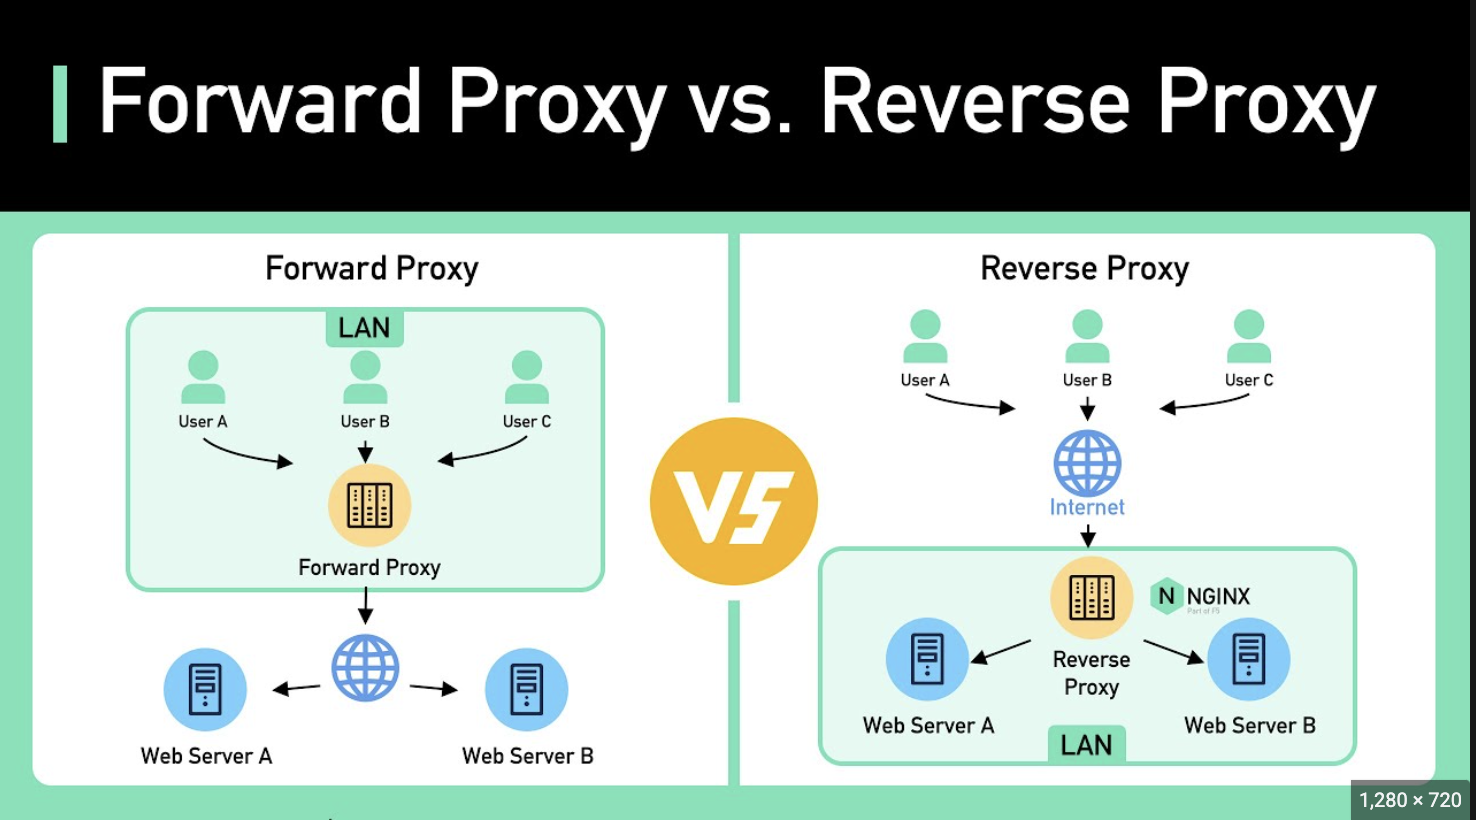 Forward Proxy vs. Reverse Proxy
Forward Proxy
LAN
User A
User B
User C
Forward Proxy
Web Server A
Web Server B
VS
Reverse Proxy
User A
User B
User C
Internet
N NGINX
Part of F5
Reverse
Proxy
Web Server A
Web Server B
LAN
1,280 × 720